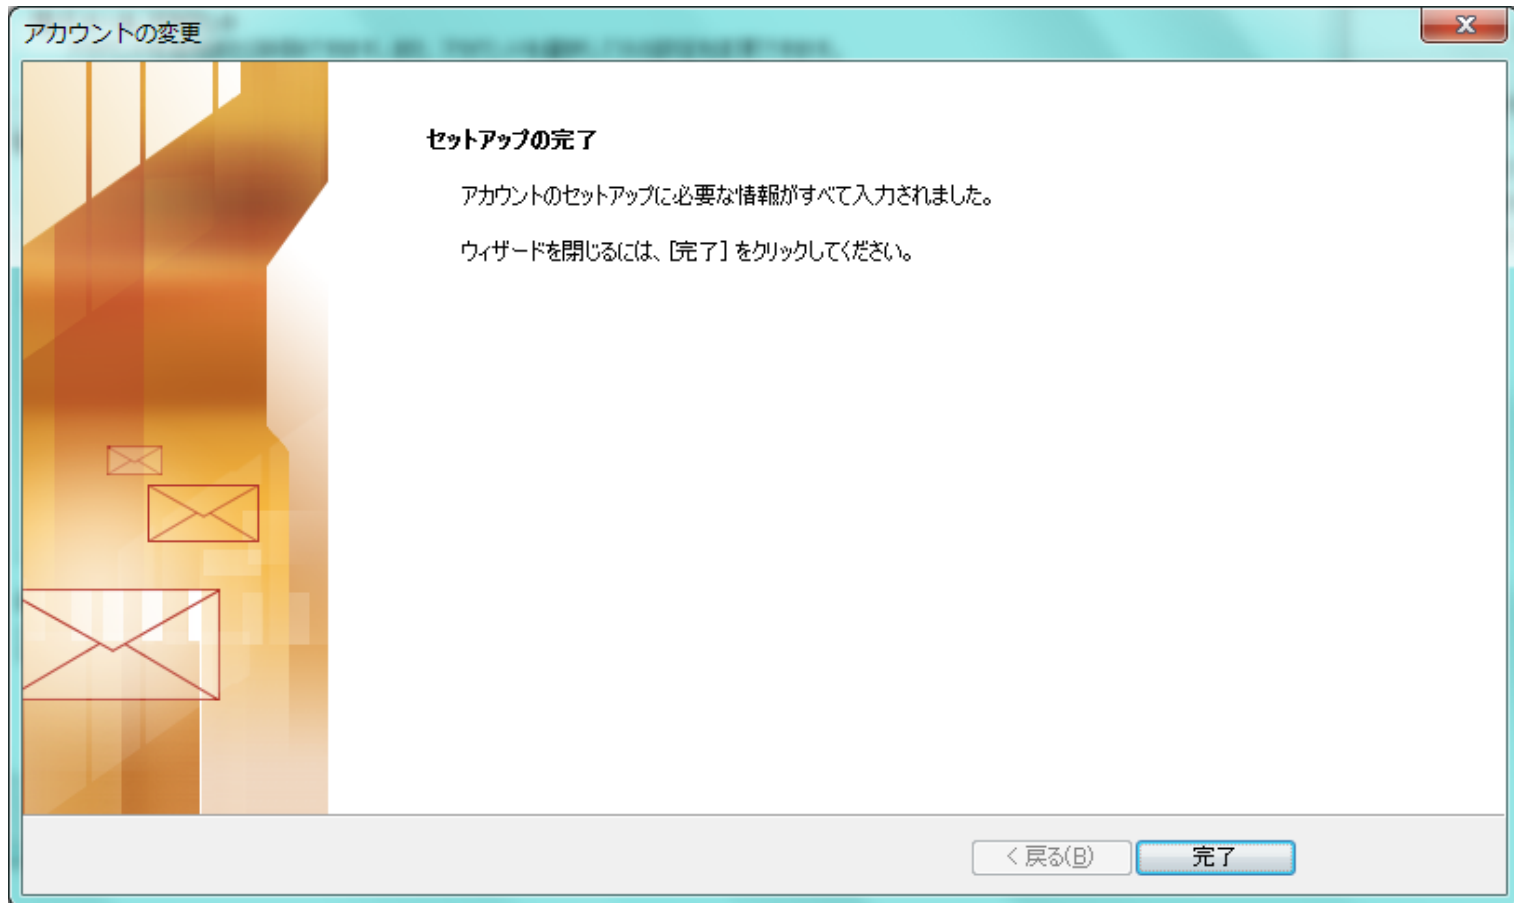 アカウントの変更
セットアップの完了
アカウントのセットアップに必要な情報がすべて入力されました。
ウィザードを閉じるには、[完了] をクリックしてください。
< 戻る(B)
完了